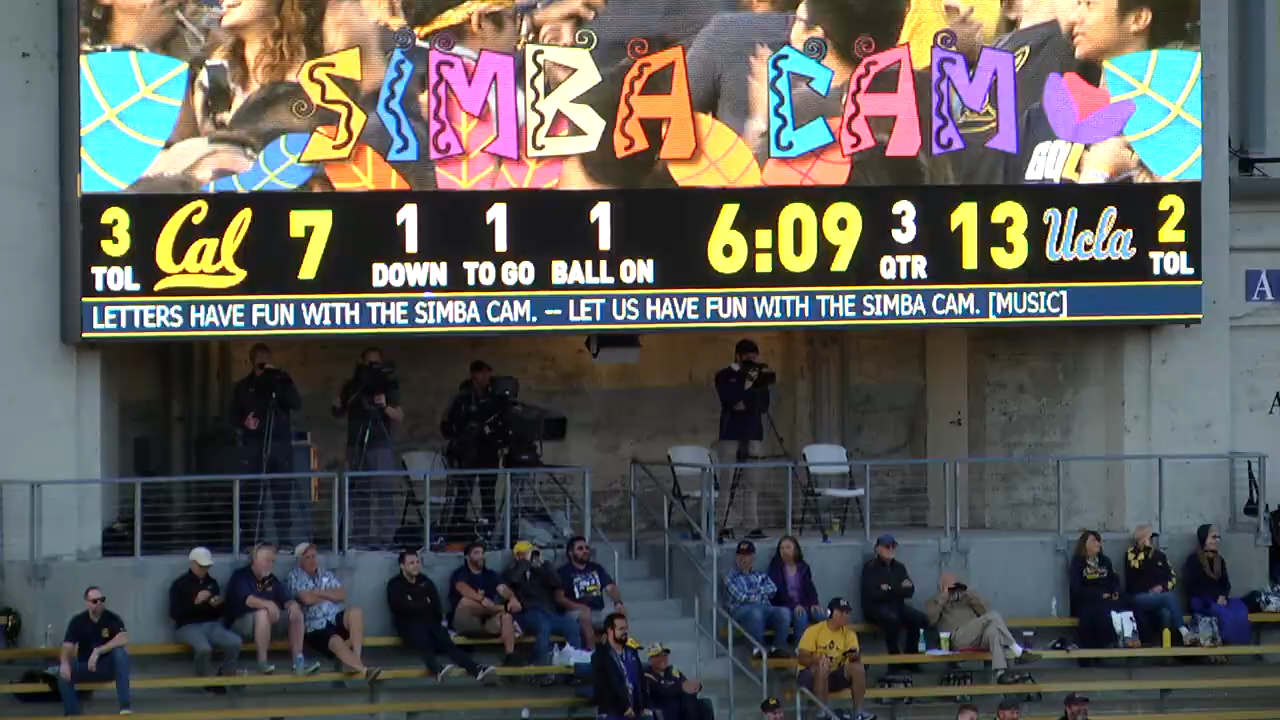 SIMBA CAM
3 Cal 7 1 1 1 6:09 3 13 Ucla 2
TOL DOWN TO GO BALL ON QTR TOL
LETTERS HAVE FUN WITH THE SIMBA CAM. -- LET US HAVE FUN WITH THE SIMBA CAM. [MUSIC]
A